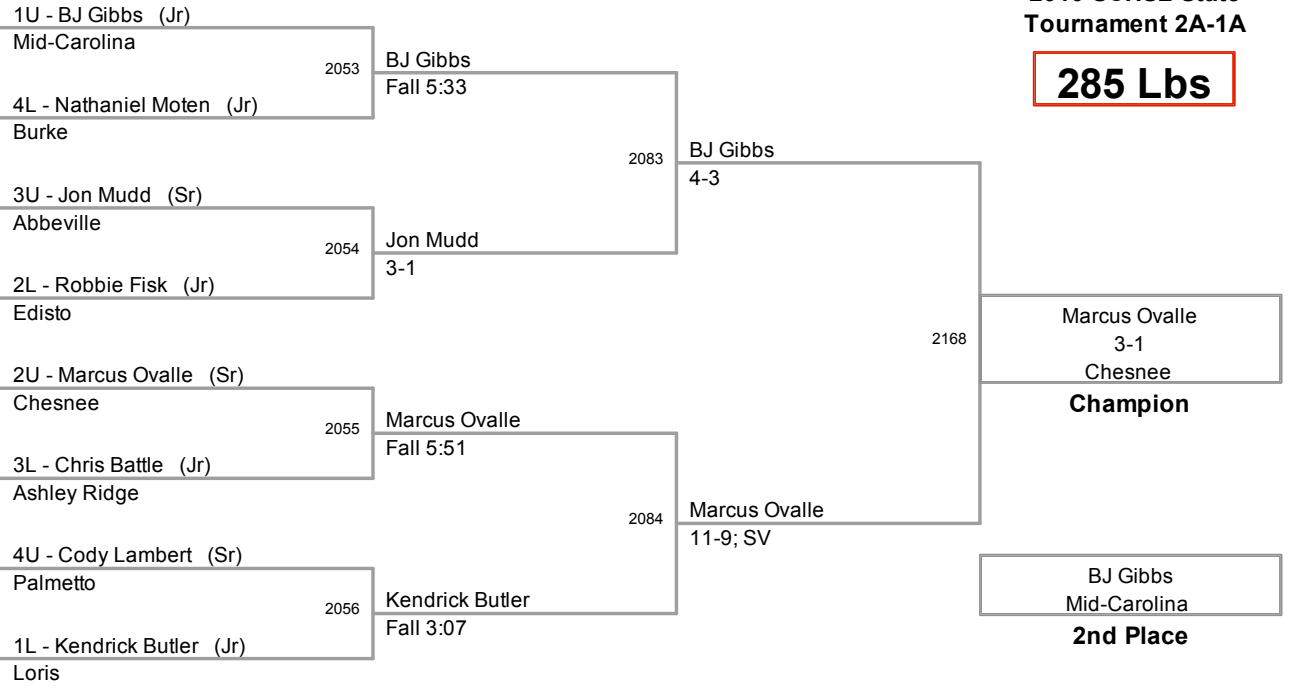 1U - BJ Gibbs (Jr)
Mid-Carolina
4L - Nathaniel Moten (Jr)
Burke
3U - Jon Mudd (Sr)
Abbeville
2L - Robbie Fisk (Jr)
Edisto
2U - Marcus Ovalle (Sr)
Chesnee
3L - Chris Battle (Jr)
Ashley Ridge
4U - Cody Lambert (Sr)
Palmetto
1L - Kendrick Butler (Jr)
Loris
2053
BJ Gibbs
Fall 5:33
2054
Jon Mudd
3-1
2055
Marcus Ovalle
Fall 5:51
2056
Kendrick Butler
Fall 3:07
2083
BJ Gibbs
4-3
2084
Marcus Ovalle
11-9; SV
Tournament 2A-1A
285 Lbs
2168
Marcus Ovalle
3-1
Chesnee
Champion
BJ Gibbs
Mid-Carolina
2nd Place